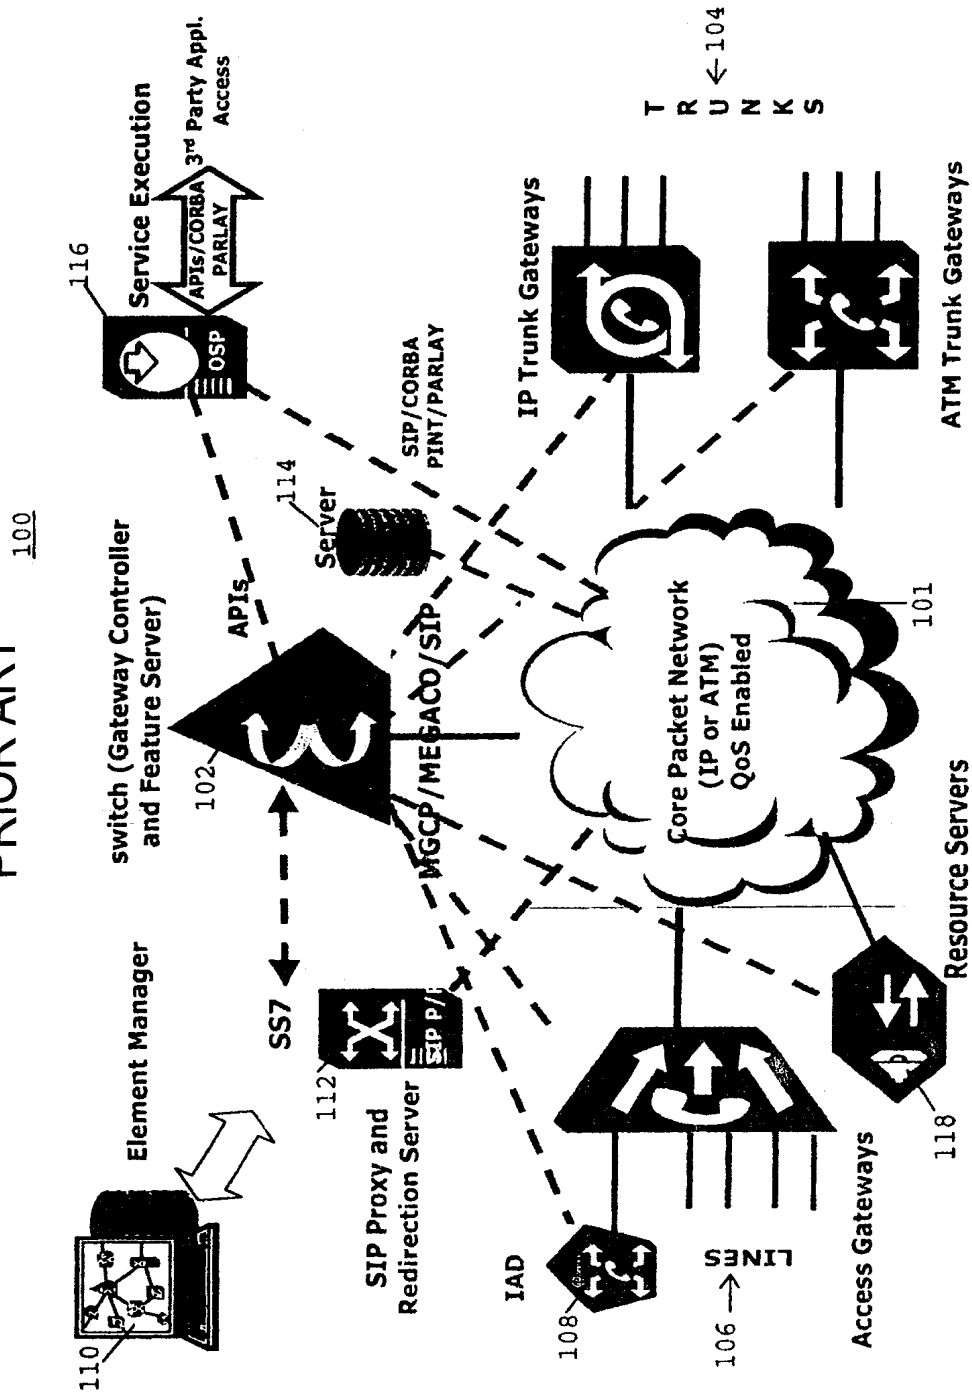 PRIOR ART
100
Element Manager
110
switch (Gateway Controller
and Feature Server)
102
116
Service Execution
APIs/CORBA
PARLAY
3rd Party Appl.
Access
OSP
APIs
SS7
114
Server
SIP/CORBA
PINT/PARLAY
112
SIP Proxy and
Redirection Server
MGCP/MEGACO/SIP
IP Trunk Gateways
TRUNKS
104
ATM Trunk Gateways
IAD
108
Core Packet Network
(IP or ATM)
QoS Enabled
101
LINES
106
Access Gateways
118
Resource Servers